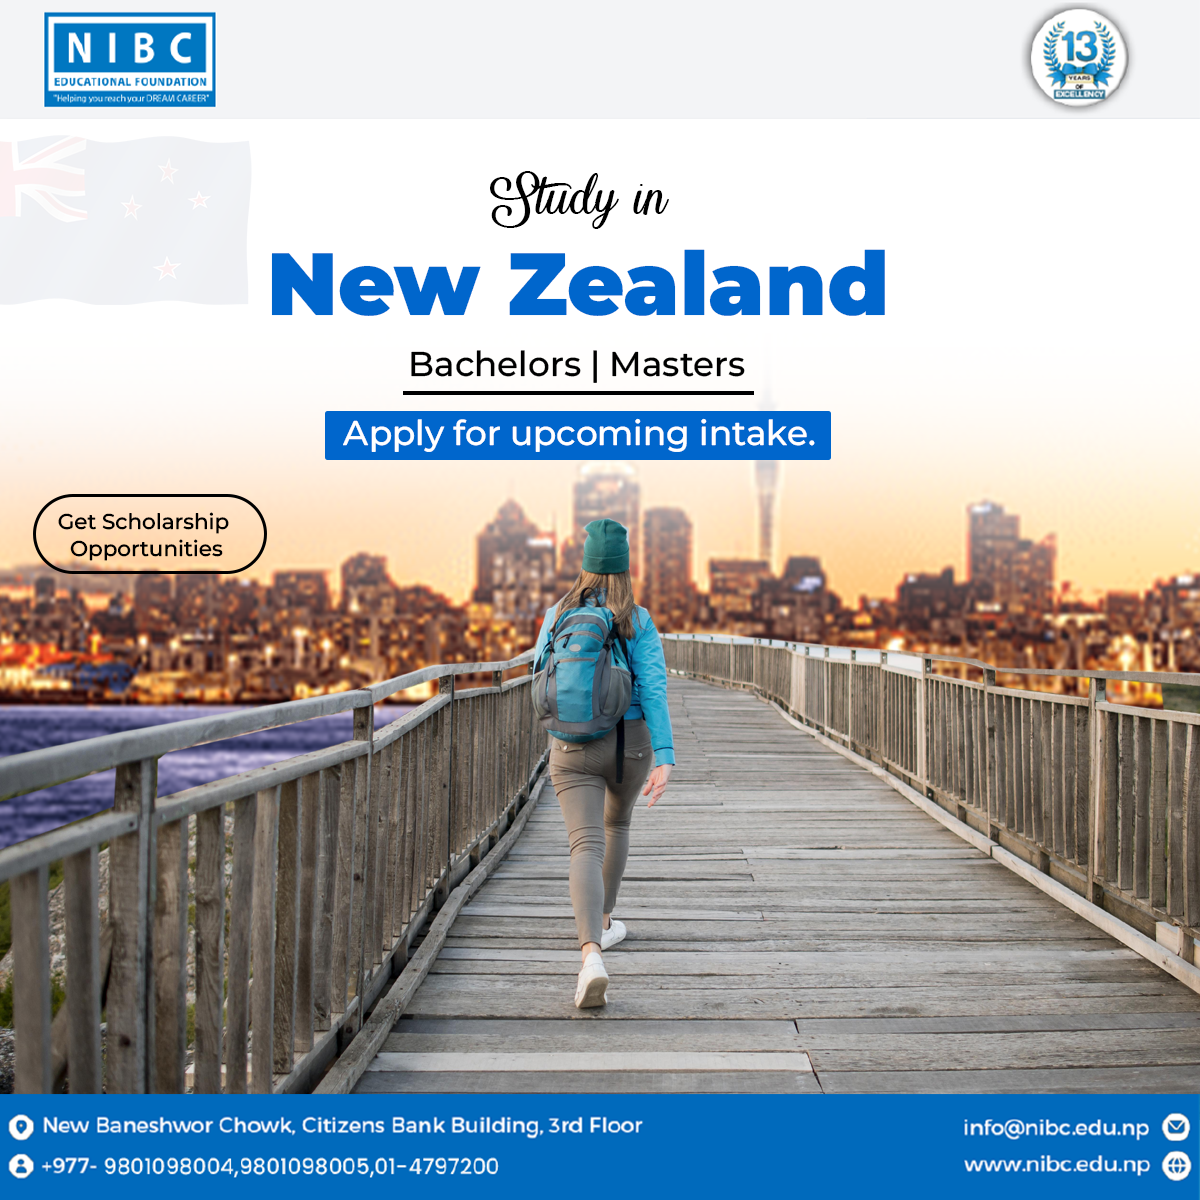 NIBC
EDUCATIONAL FOUNDATION
"Helping you reach your DREAM CAREER"
13
YEARS
OF
EXCELLENCY
Study in
New Zealand
Bachelors | Masters
Apply for upcoming intake.
Get Scholarship
Opportunities
New Baneshwor Chowk, Citizens Bank Building, 3rd Floor
info@nibc.edu.np
+977- 9801098004,9801098005,01-4797200
www.nibc.edu.np